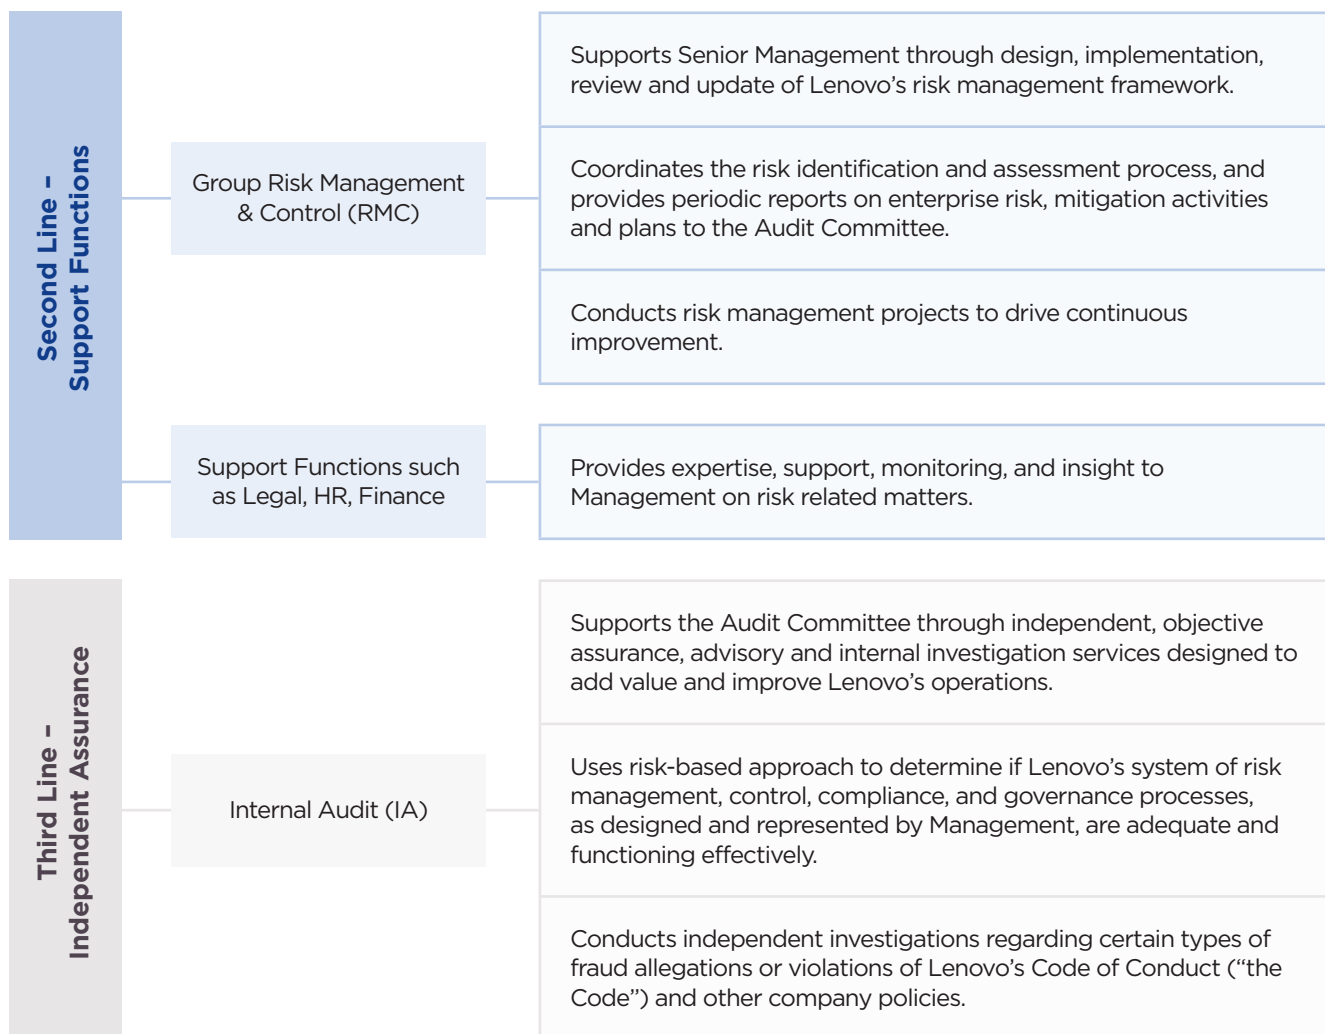 Second Line –
Support Functions
Group Risk Management
& Control (RMC)
Supports Senior Management through design, implementation,
review and update of Lenovo’s risk management framework.
Coordinates the risk identification and assessment process, and
provides periodic reports on enterprise risk, mitigation activities
and plans to the Audit Committee.
Conducts risk management projects to drive continuous
improvement.
Support Functions such
as Legal, HR, Finance
Provides expertise, support, monitoring, and insight to
Management on risk related matters.
Third Line –
Independent Assurance
Internal Audit (IA)
Supports the Audit Committee through independent, objective
assurance, advisory and internal investigation services designed to
add value and improve Lenovo’s operations.
Uses risk-based approach to determine if Lenovo’s system of risk
management, control, compliance, and governance processes,
as designed and represented by Management, are adequate and
functioning effectively.
Conducts independent investigations regarding certain types of
fraud allegations or violations of Lenovo’s Code of Conduct (“the
Code”) and other company policies.